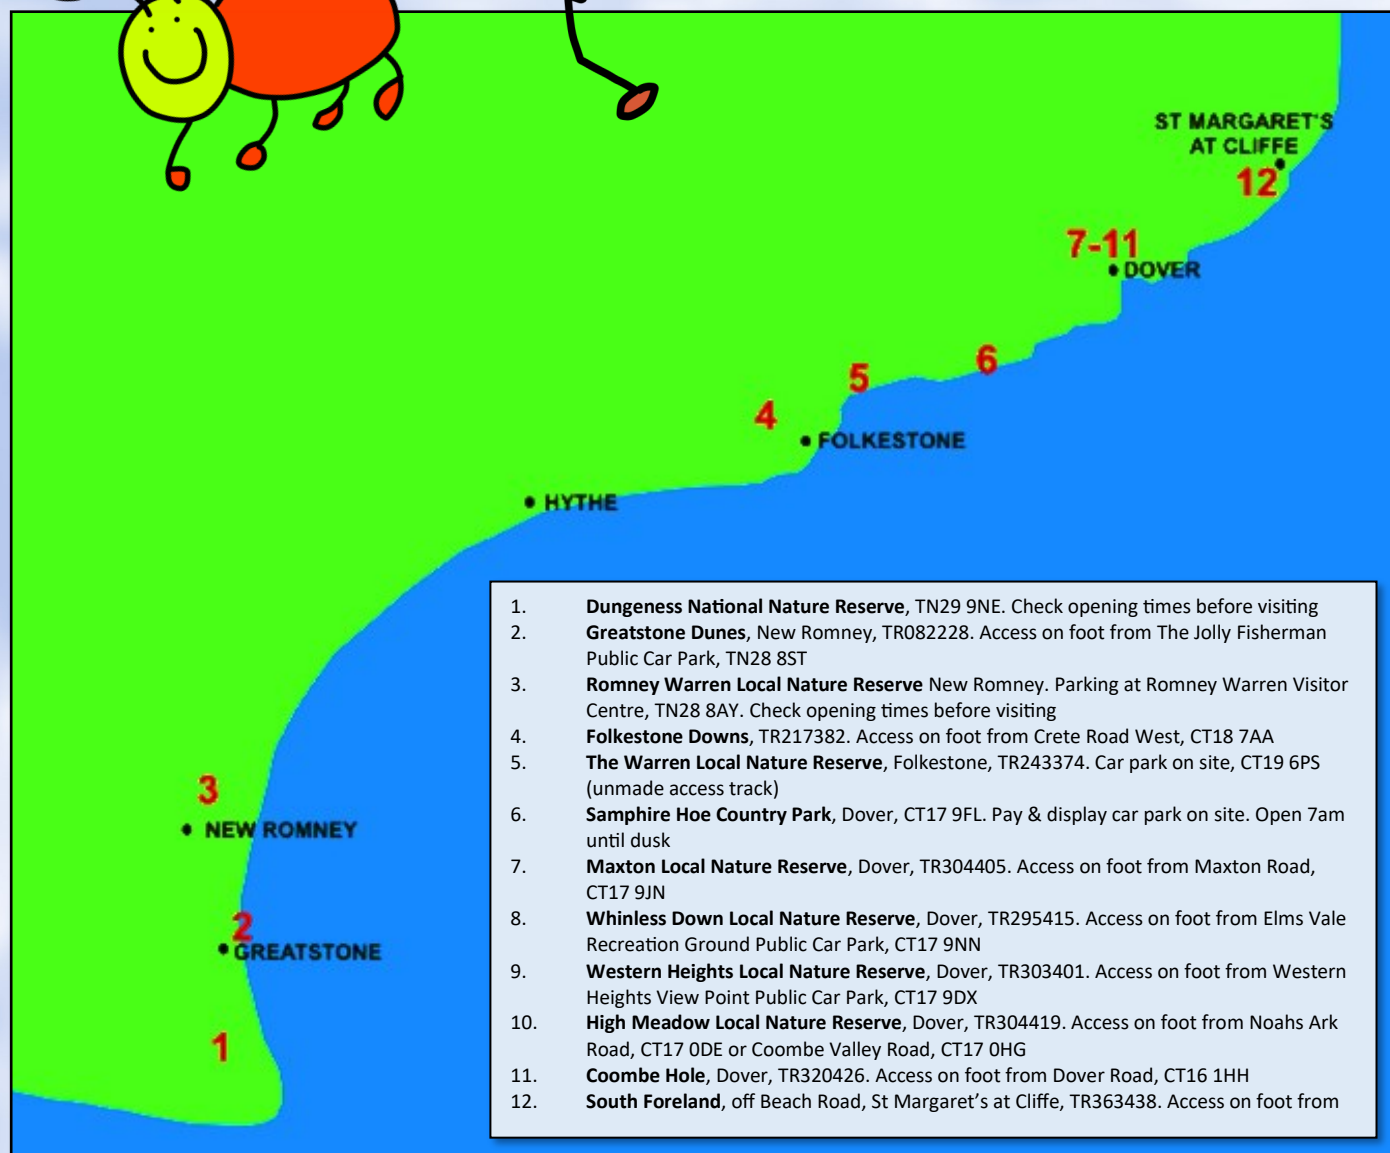 ST MARGARET'S
AT CLIFFE
12
7-11
DOVER
6
5
4
FOLKESTONE
HYTHE
3
NEW ROMNEY
2
GREATSTONE
1
1. Dungeness National Nature Reserve, TN29 9NE. Check opening times before visiting
2. Greatstone Dunes, New Romney, TR082228. Access on foot from The Jolly Fisherman
Public Car Park, TN28 8ST
3. Romney Warren Local Nature Reserve New Romney. Parking at Romney Warren Visitor
Centre, TN28 8AY. Check opening times before visiting
4. Folkestone Downs, TR217382. Access on foot from Crete Road West, CT18 7AA
5. The Warren Local Nature Reserve, Folkestone, TR243374. Car park on site, CT19 6PS
(unmade access track)
6. Samphire Hoe Country Park, Dover, CT17 9FL. Pay & display car park on site. Open 7am
until dusk
7. Maxton Local Nature Reserve, Dover, TR304405. Access on foot from Maxton Road,
CT17 9JN
8. Whinless Down Local Nature Reserve, Dover, TR295415. Access on foot from Elms Vale
Recreation Ground Public Car Park, CT17 9NN
9. Western Heights Local Nature Reserve, Dover, TR303401. Access on foot from Western
Heights View Point Public Car Park, CT17 9DX
10. High Meadow Local Nature Reserve, Dover, TR304419. Access on foot from Noahs Ark
Road, CT17 0DE or Coombe Valley Road, CT17 0HG
11. Coombe Hole, Dover, TR320426. Access on foot from Dover Road, CT16 1HH
12. South Foreland, off Beach Road, St Margaret’s at Cliffe, TR363438. Access on foot from